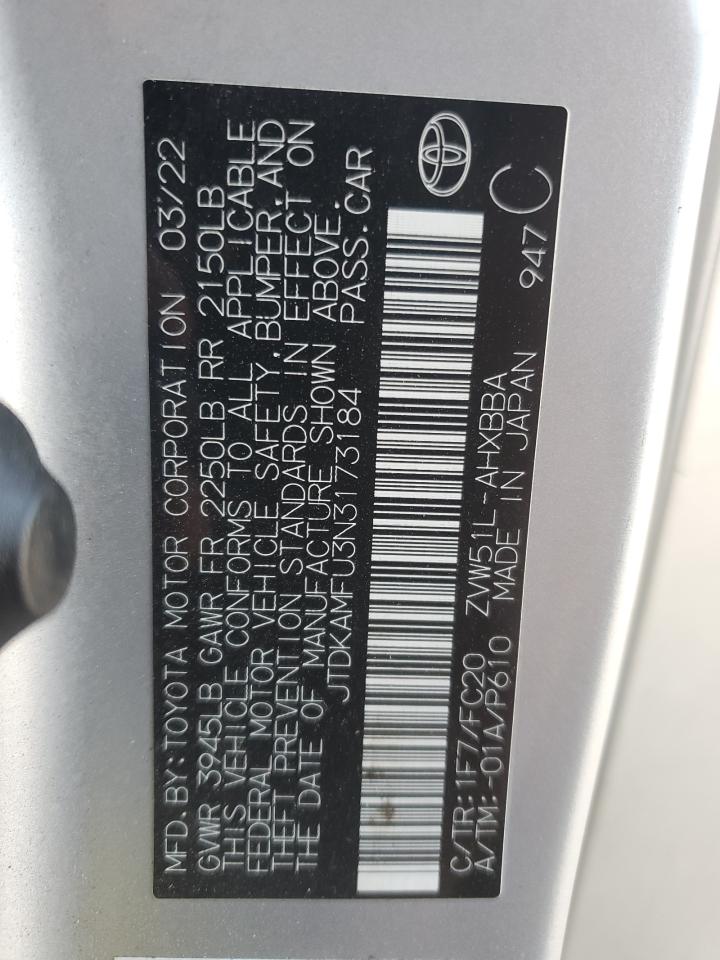 MFD. BY: TOYOTA MOTOR CORPORATION 03/22
GVWR 3945LB GAWR FR 2250LB RR 2150LB
THIS VEHICLE CONFORMS TO ALL APPLICABLE
FEDERAL MOTOR VEHICLE SAFETY, BUMPER, AND
THEFT PREVENTION STANDARDS IN EFFECT ON
THE DATE OF MANUFACTURE SHOWN ABOVE.
JTDKAMFU3N3173184 PASS. CAR
C/TR: 1F7/FC20 ZVW51L-AHXBBA
A/TM: -01A/P610 MADE IN JAPAN 947 C